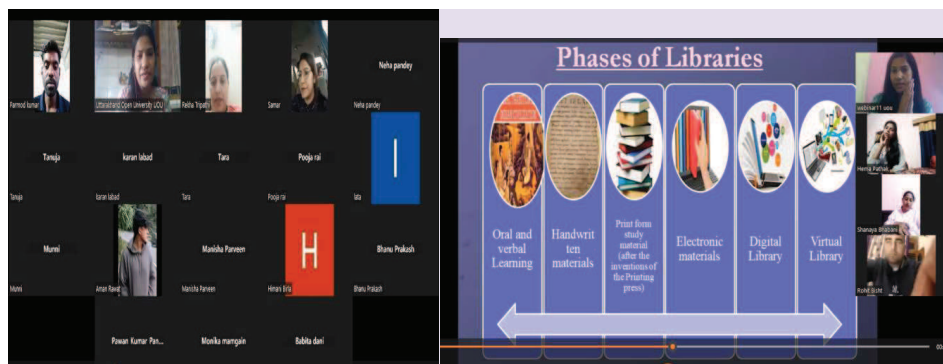 Neha pandey
Parmod kumar
Uttarakhand Open University UOU
Rekha Tripathi
Samar
Neha pandey
Tanuja
karan labad
Tara
Pooja rai
I
Tanuja
karan labad
Tara
Pooja rai
lata
Munni
Manisha Parveen
H
Bhanu Prakash
Munni
Aman Rawat
Manisha Parveen
Himani Birla
Bhanu Prakash
Pawan Kumar Pan...
Monika mamgain
Babita dani
Phases of Libraries
Oral and
verbal
Learning
Handwrit
ten
materials
Print form
study
material
(after the
inventions of
the Printing
press)
Electronic
materials
Digital
Library
Virtual
Library
webinar11 uou
Hema Pathak
Shanaya Bhabani
Rohit Bisht